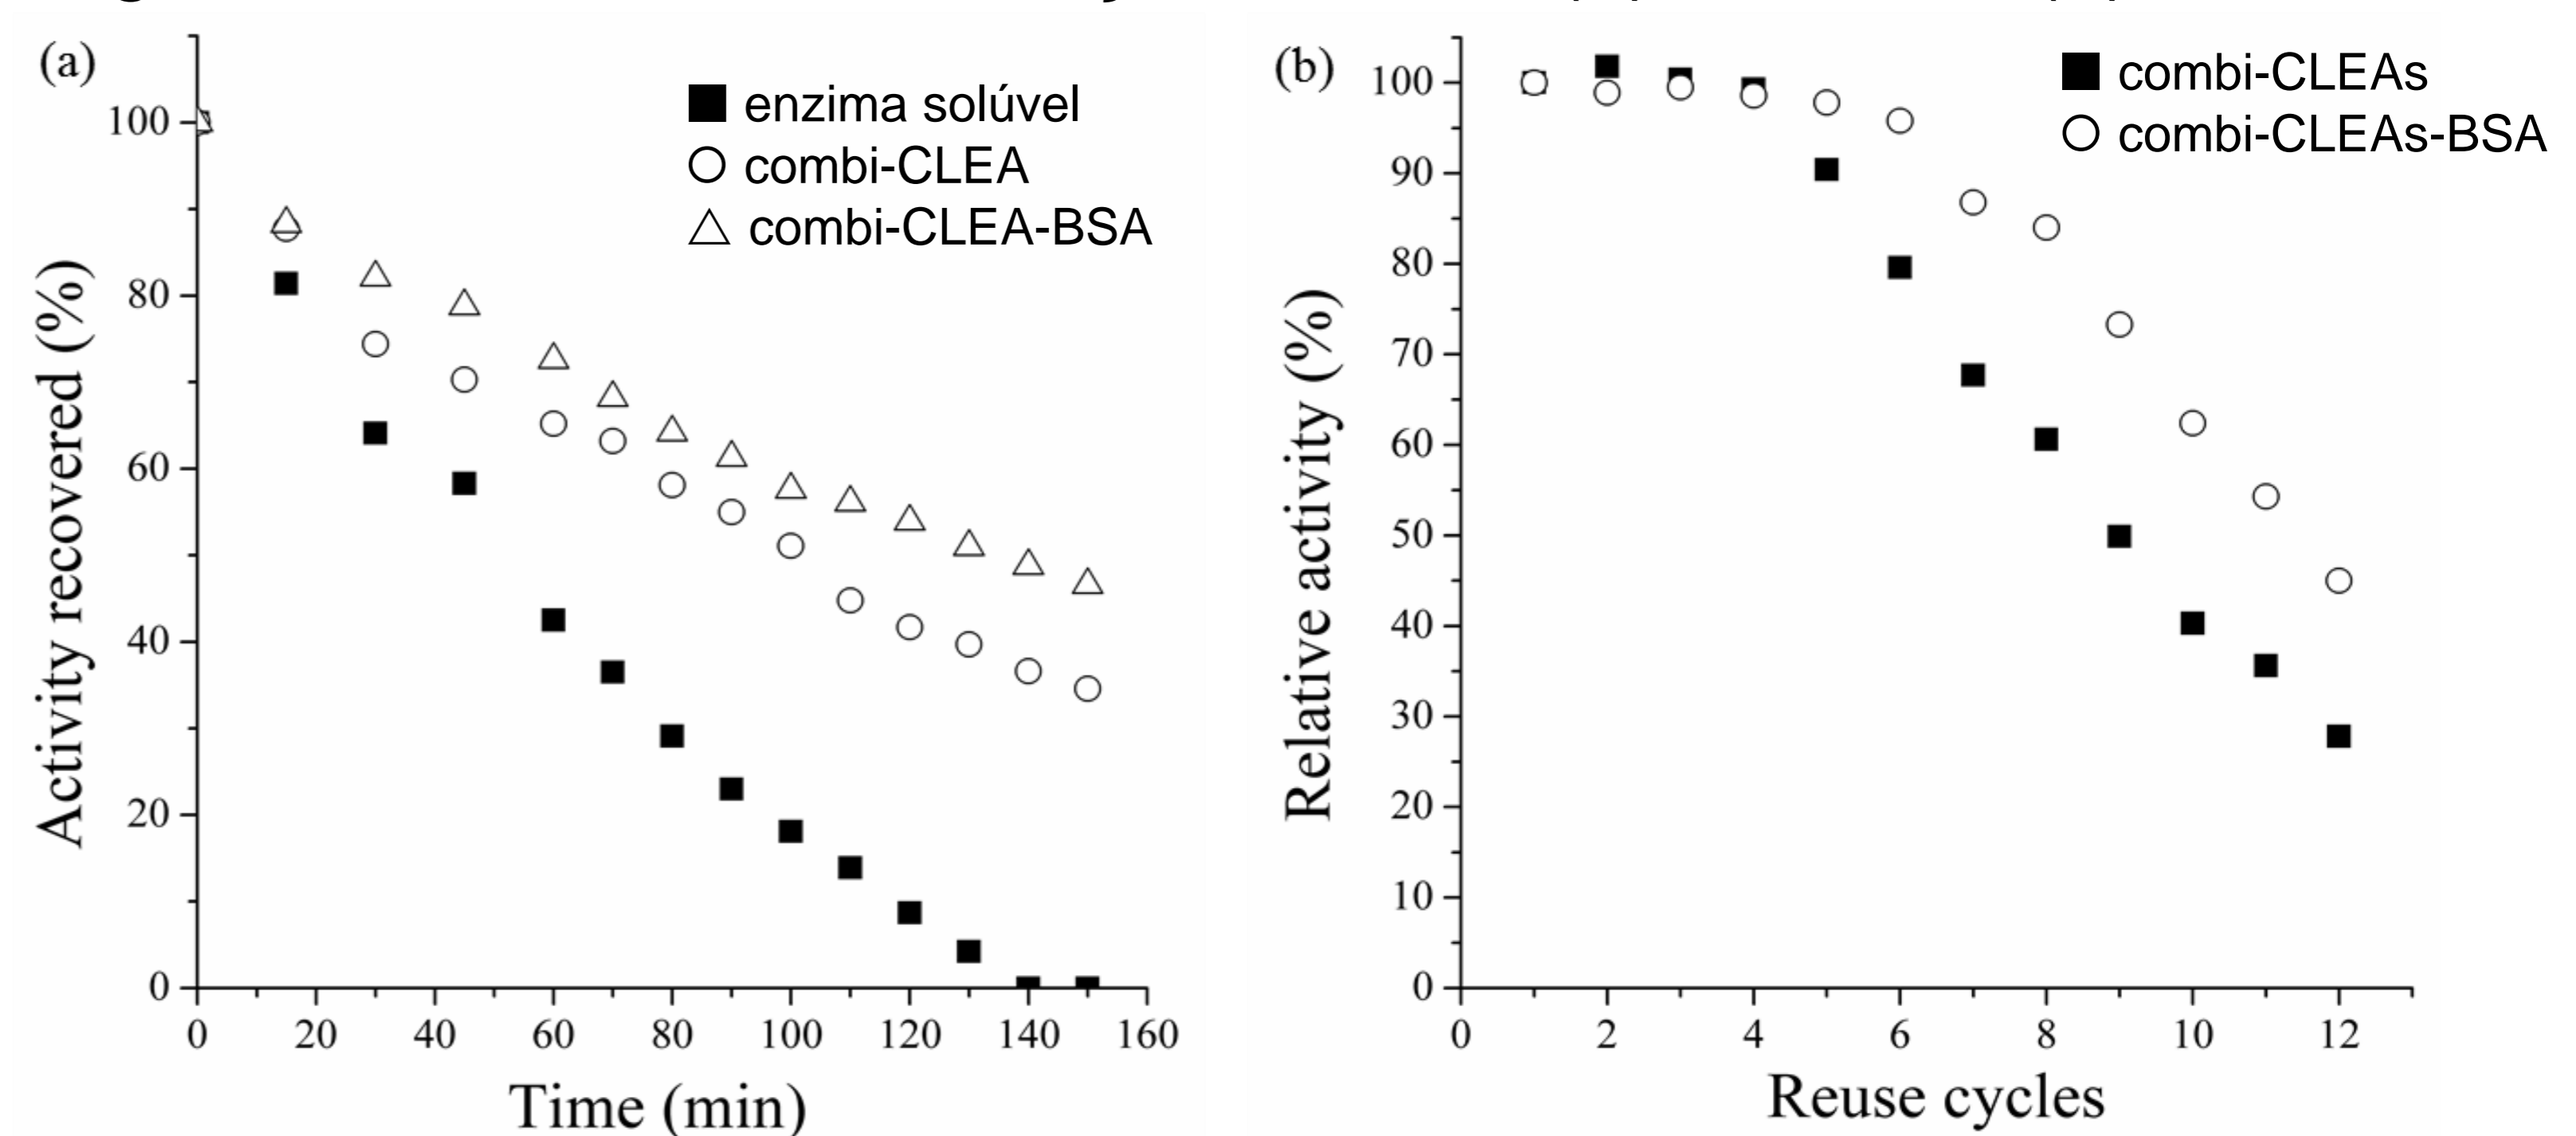 (a)
enzima solúvel
combi-CLEA
combi-CLEA-BSA
Activity recovered (%)
100
80
60
40
20
0
0 20 40 60 80 100 120 140 160
Time (min)
(b)
combi-CLEAs
combi-CLEAs-BSA
Relative activity (%)
100
90
80
70
60
50
40
30
20
10
0
0 2 4 6 8 10 12
Reuse cycles